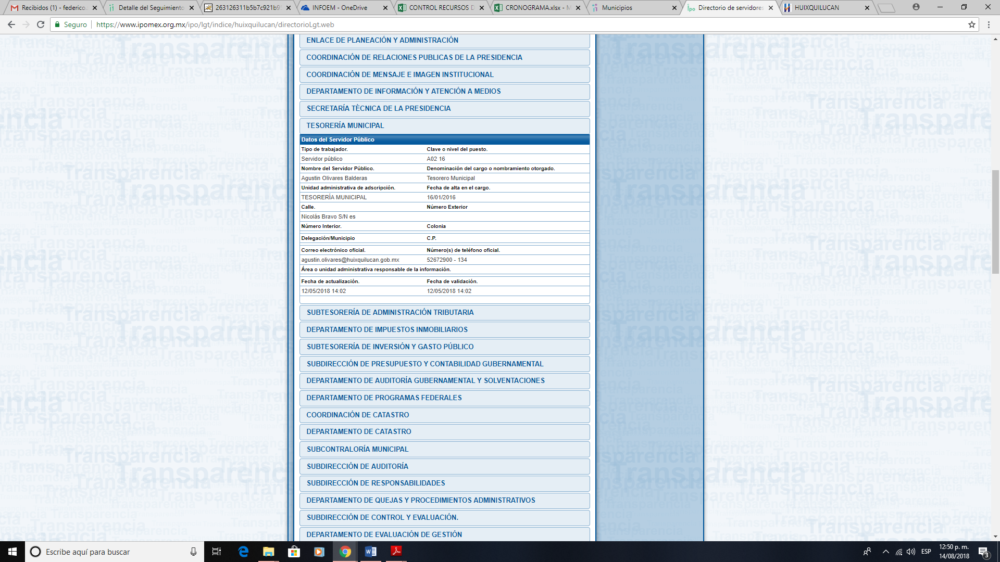 Recibidos (1) - federico.
Detalle del Seguimiento
263126311b5b7c921b9
INFOEM - OneDrive
CONTROL RECURSOS D
CRONOGRAMA.xlsx - M
Municipios
Directorio de servidores
HUIXQUILUCAN
Seguro
https://www.ipomex.org.mx/ipo/lgt/indice/huixquilucan/directorioLgt.web
ENLACE DE PLANEACIÓN Y ADMINISTRACIÓN
COORDINACIÓN DE RELACIONES PUBLICAS DE LA PRESIDENCIA
COORDINACIÓN DE MENSAJE E IMAGEN INSTITUCIONAL
DEPARTAMENTO DE INFORMACIÓN Y ATENCIÓN A MEDIOS
SECRETARÍA TÈCNICA DE LA PRESIDENCIA
TESORERÍA MUNICIPAL
Datos del Servidor Público
Tipo de trabajador. Clave o nivel del puesto.
Servidor público A02 16
Nombre del Servidor Público. Denominación del cargo o nombramiento otorgado.
Agustin Olivares Balderas Tesorero Municipal
Unidad administrativa de adscripción. Fecha de alta en el cargo.
TESORERÍA MUNICIPAL 16/01/2016
Calle. Número Exterior
Nicolás Bravo S/N es
Número Interior. Colonia
Delegación/Municipio C.P.
Correo electrónico oficial. Número(s) de teléfono oficial.
agustin.olivares@huixquilucan.gob.mx 52672900 - 134
Área o unidad administrativa responsable de la información.
Fecha de actualización. Fecha de validación.
12/05/2018 14:02 12/05/2018 14:02
SUBTESORERÍA DE ADMINISTRACIÓN TRIBUTARIA
DEPARTAMENTO DE IMPUESTOS INMOBILIARIOS
SUBTESORERÍA DE INVERSIÓN Y GASTO PÚBLICO
SUBDIRECCIÓN DE PRESUPUESTO Y CONTABILIDAD GUBERNAMENTAL
DEPARTAMENTO DE AUDITORÍA GUBERNAMENTAL Y SOLVENTACIONES
DEPARTAMENTO DE PROGRAMAS FEDERALES
COORDINACIÓN DE CATASTRO
DEPARTAMENTO DE CATASTRO
SUBCONTRALORÍA MUNICIPAL
SUBDIRECCIÓN DE AUDITORÍA
SUBDIRECCIÓN DE RESPONSABILIDADES
DEPARTAMENTO DE QUEJAS Y PROCEDIMIENTOS ADMINISTRATIVOS
SUBDIRECCIÓN DE CONTROL Y EVALUACIÓN.
DEPARTAMENTO DE EVALUACIÓN DE GESTIÓN
Escribe aquí para buscar
ESP
12:50 p. m.
14/08/2018
3